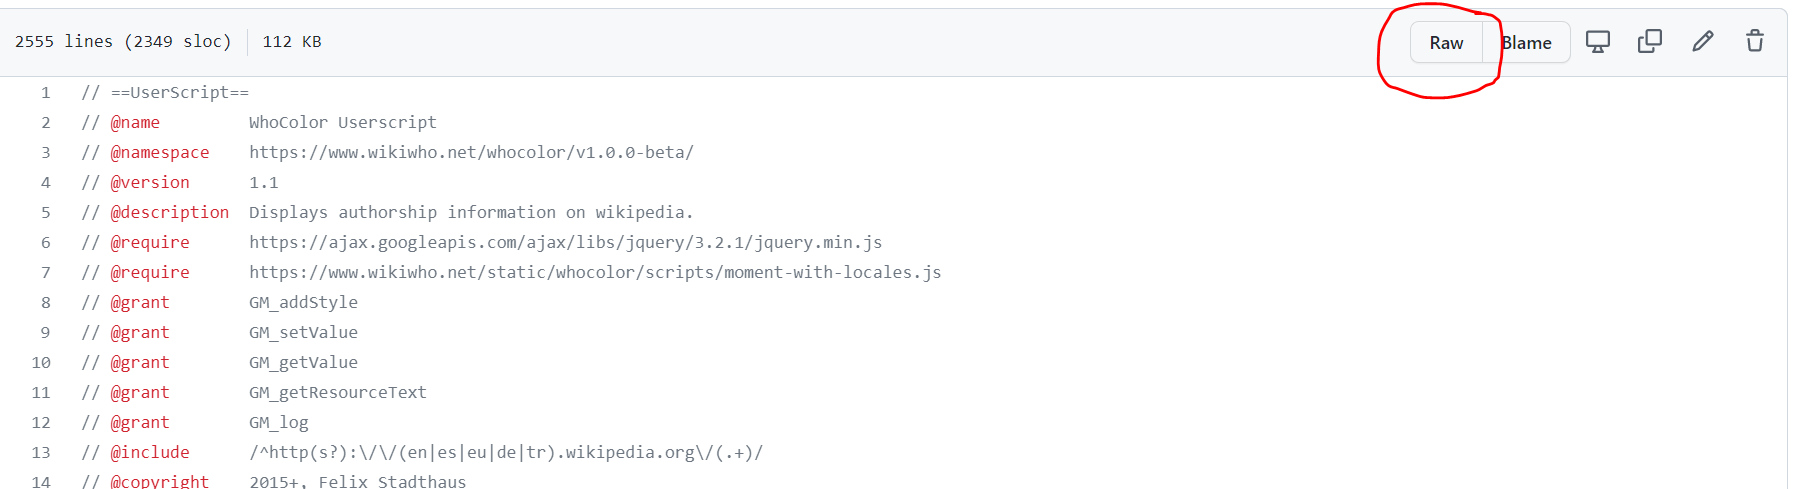 2555 lines (2349 sloc) 112 KB Raw Blame
1 // ==UserScript==
2 // @name WhoColor Userscript
3 // @namespace https://www.wikiwho.net/whocolor/v1.0.0-beta/
4 // @version 1.1
5 // @description Displays authorship information on wikipedia.
6 // @require https://ajax.googleapis.com/ajax/libs/jquery/3.2.1/jquery.min.js
7 // @require https://www.wikiwho.net/static/whocolor/scripts/moment-with-locales.js
8 // @grant GM_addStyle
9 // @grant GM_setValue
10 // @grant GM_getValue
11 // @grant GM_getResourceText
12 // @grant GM_log
13 // @include /^http(s?):\/\/(en|es|eu|de|tr).wikipedia.org\/(.+)/
14 // @copyright 2015+, Felix Stadthaus